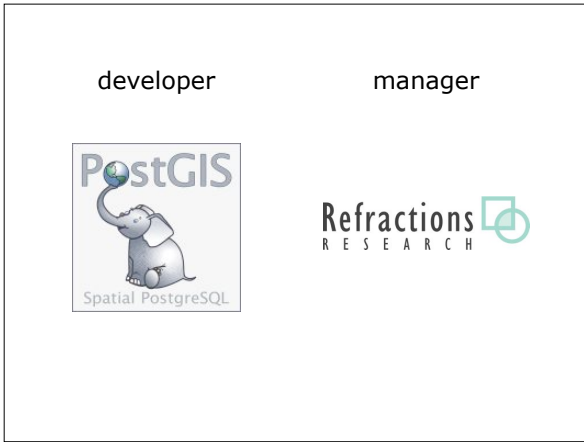 developer
manager
PostGIS
Spatial PostgreSQL
Refractions
RESEARCH